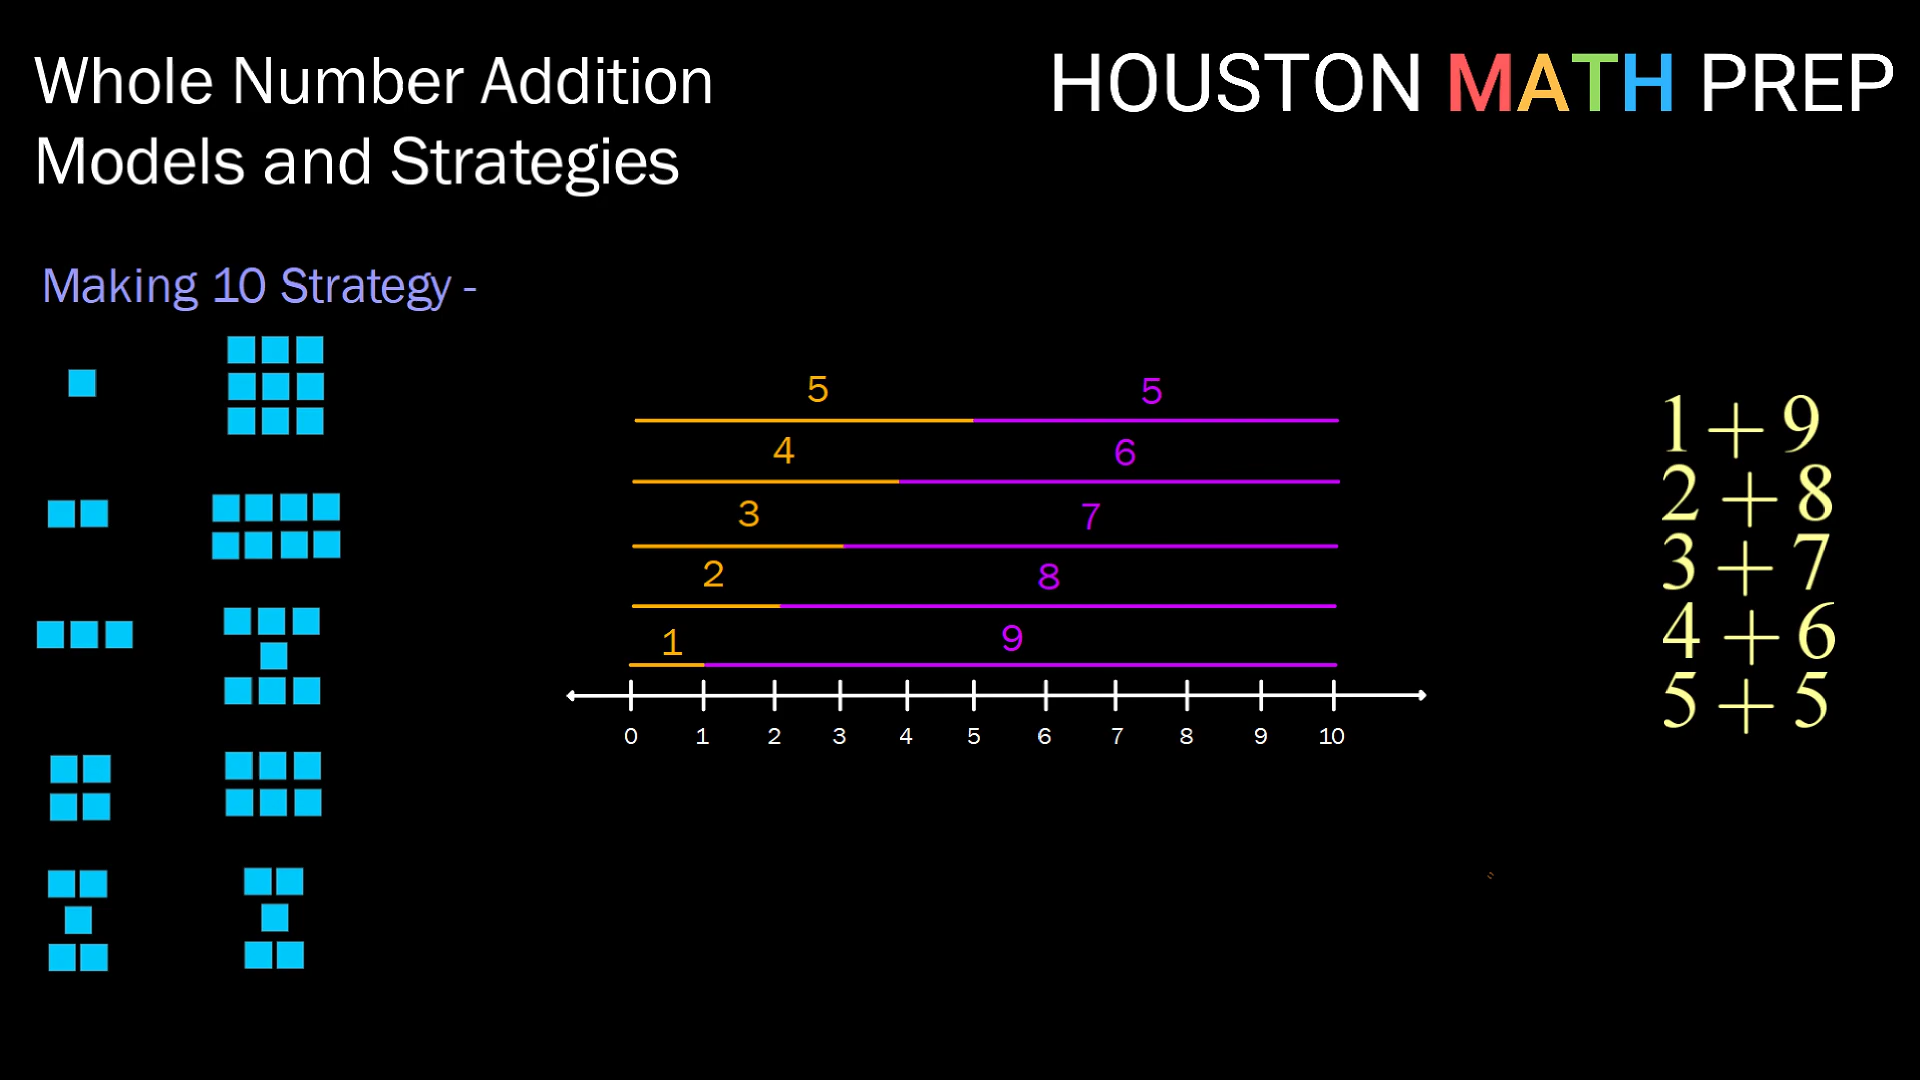 Whole Number Addition
Models and Strategies
HOUSTON MATH PREP
Making 10 Strategy -
5 5
4 6
3 7
2 8
1 9
0 1 2 3 4 5 6 7 8 9 10
1+9
2+8
3+7
4+6
5+5